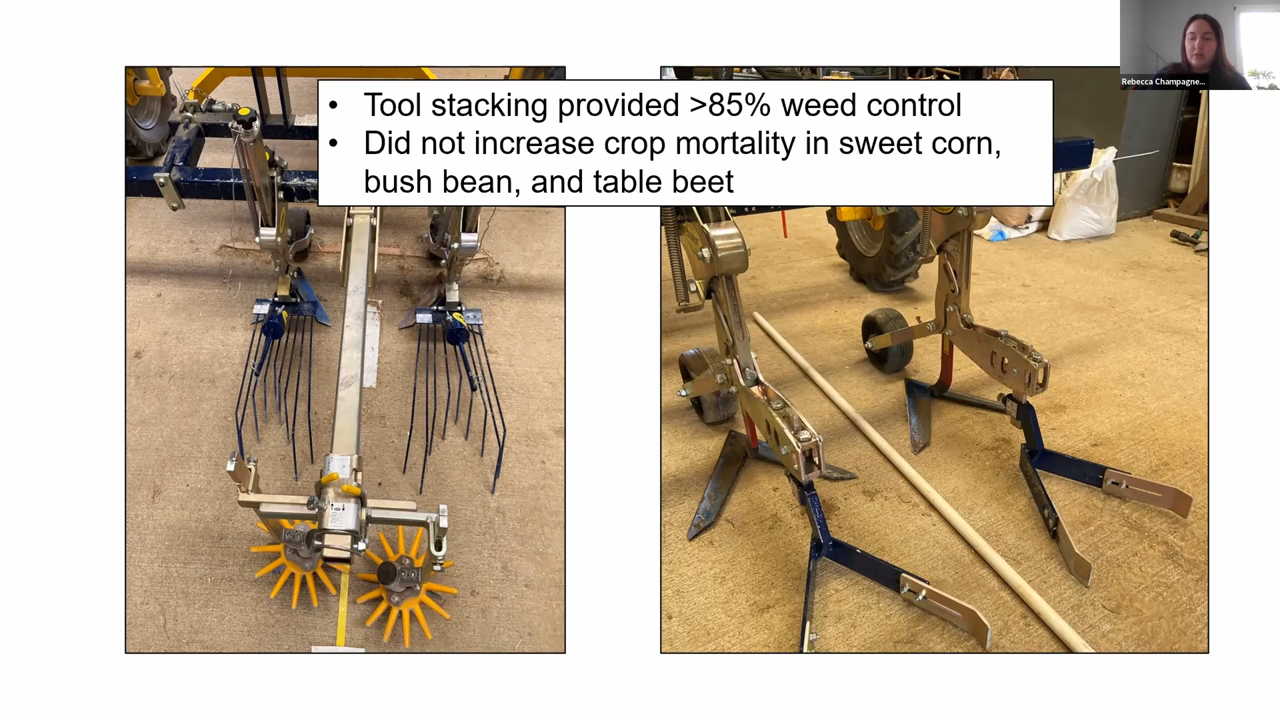 • Tool stacking provided >85% weed control
• Did not increase crop mortality in sweet corn,
bush bean, and table beet
Rebecca Champagne...